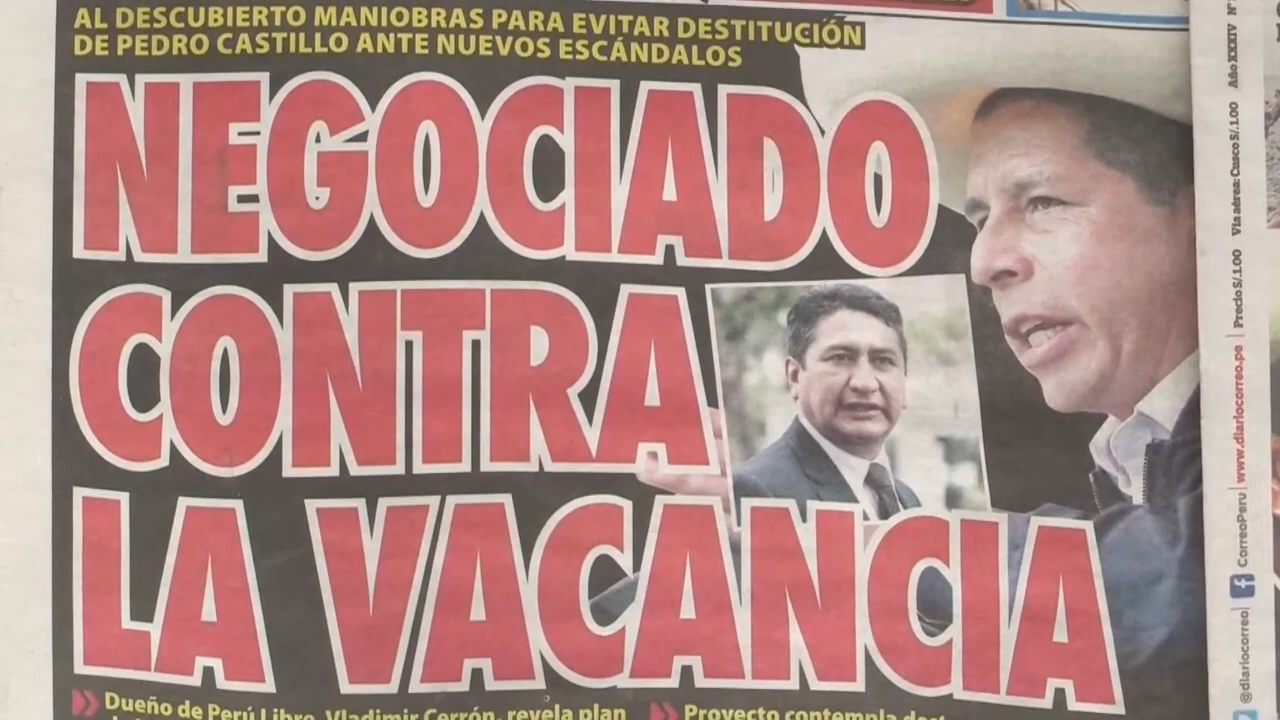 AL DESCUBIERTO MANIOBRAS PARA EVITAR DESTITUCIÓN
DE PEDRO CASTILLO ANTE NUEVOS ESCÁNDALOS
NEGOCIADO
CONTRA
LA VACANCIA
Dueño de Perú Libre, Vladimir Cerrón, revela plan
Proyecto contempla
@diariocorreo| CorreoPeru| www.diariocorreo.pe | Precio S/.1.00 Vía aérea: Cusco S/.1.00 Año XXXIV